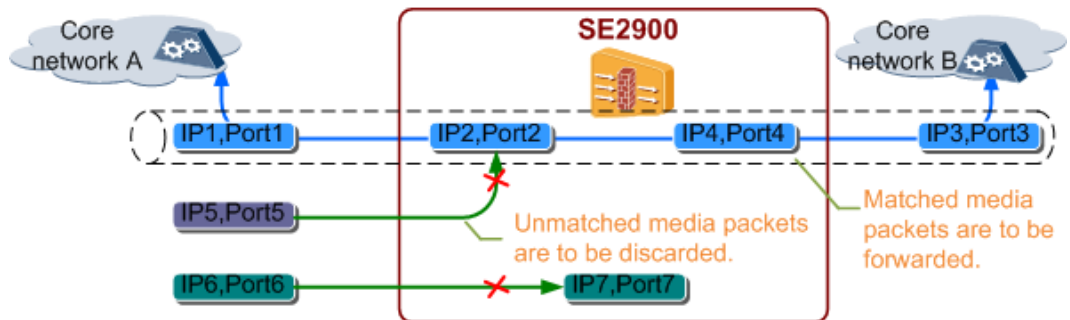 SE2900
Core
network A
Core
network B
IP1,Port1
IP2,Port2
IP4,Port4
IP3,Port3
IP5,Port5
Unmatched media packets
are to be discarded.
Matched media
packets are to be
forwarded.
IP6,Port6
IP7,Port7